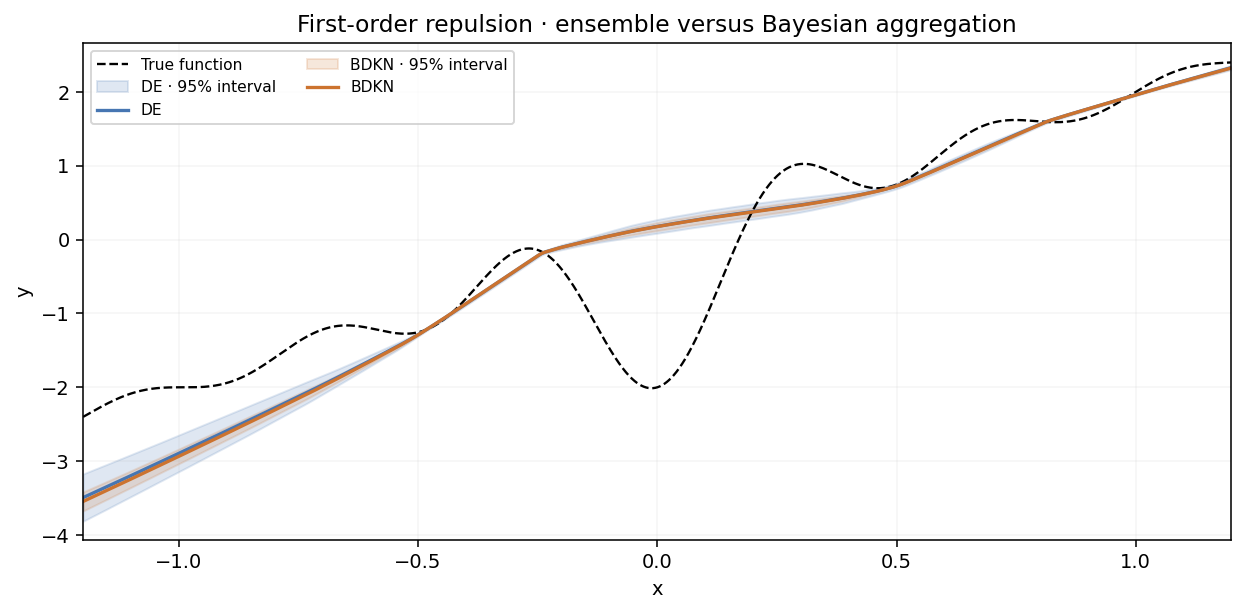 First-order repulsion · ensemble versus Bayesian aggregation
True function
DE · 95% interval
DE
BDKN · 95% interval
BDKN
y
2
1
0
−1
−2
−3
−4
−1.0
−0.5
0.0
0.5
1.0
x